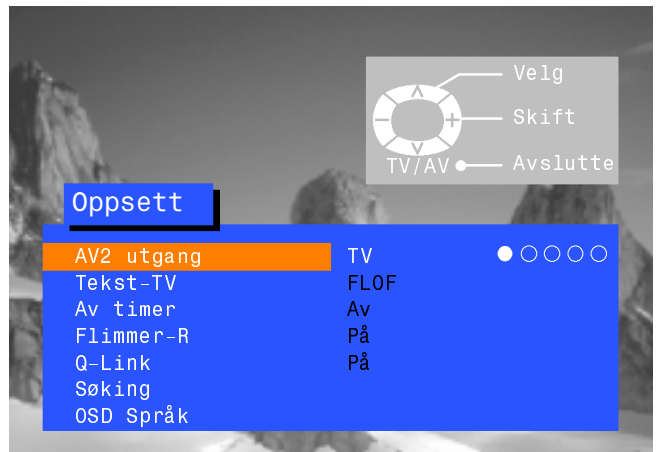 Velg
Skift
TV/AV Avslutte
Oppsett
AV2 utgang TV
Tekst-TV FLOF
Av timer Av
Flimmer-R På
Q-Link På
Søking
OSD Språk